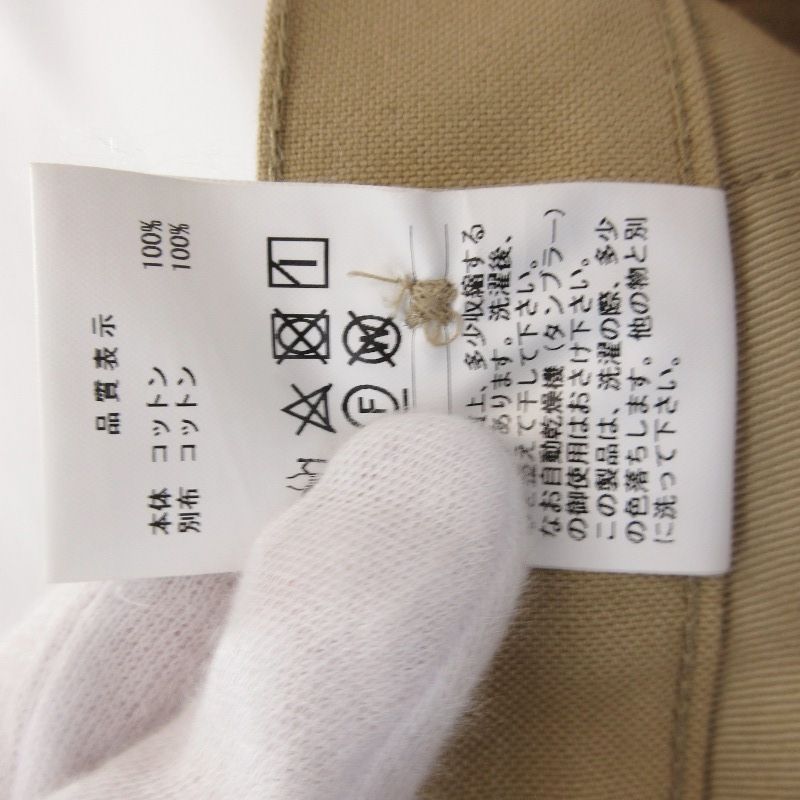 品質表示
本体 コットン 100%
別布 コットン 100%
W
F
上、多少収縮する
あります。洗濯後、
えて干して下さい。
なお自動乾燥機（タンブラー）
の御使用はおさけ下さい。
この製品は、洗濯の際、多少
の色落ちします。他の物と別
に洗って下さい。